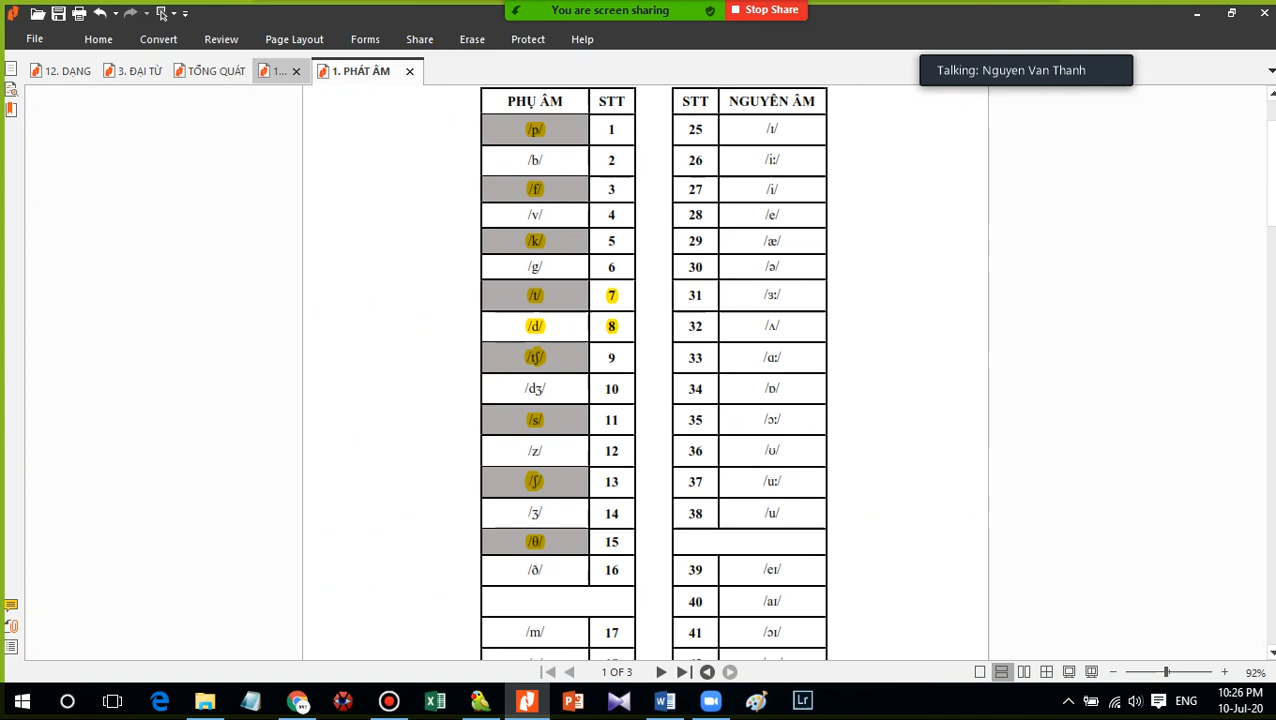 You are screen sharing
Stop Share
File
Home
Convert
Review
Page Layout
Forms
Share
Erase
Protect
Help
12. DẠNG
3. ĐẠI TỪ
TỔNG QUÁT
1...
1. PHÁT ÂM
Talking: Nguyen Van Thanh
PHỤ ÂM STT STT NGUYÊN ÂM
/p/ 1 25 /ɪ/
/b/ 2 26 /iː/
/f/ 3 27 /i/
/v/ 4 28 /e/
/k/ 5 29 /æ/
/g/ 6 30 /ə/
/t/ 7 31 /ɜː/
/d/ 8 32 /ʌ/
/tʃ/ 9 33 /ɑː/
/dʒ/ 10 34 /ɒ/
/s/ 11 35 /ɔː/
/z/ 12 36 /ʊ/
/ʃ/ 13 37 /uː/
/ʒ/ 14 38 /u/
/θ/ 15
/ð/ 16 39 /eɪ/
40 /aɪ/
/m/ 17 41 /ɔɪ/
1 OF 3
92%
ENG
10:26 PM
10-Jul-20
Lr